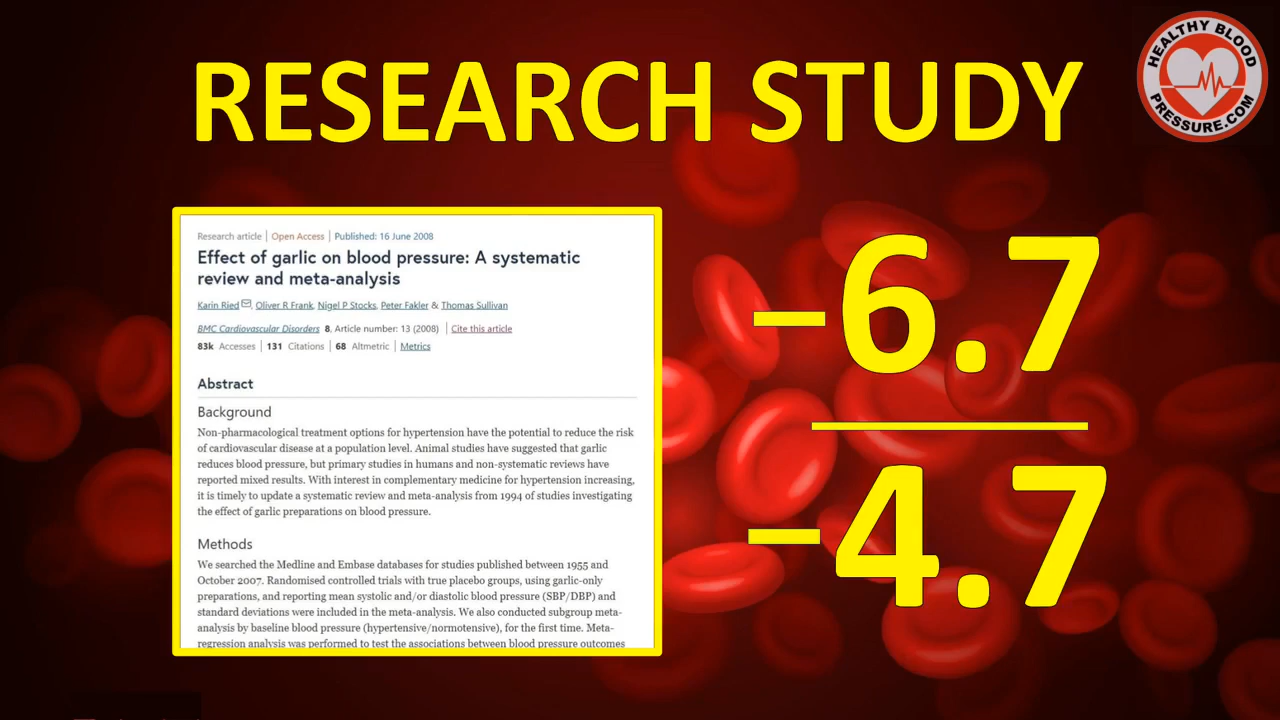 RESEARCH STUDY
HEALTHY BLOOD
PRESSURE.COM
Research article | Open Access | Published: 16 June 2008
Effect of garlic on blood pressure: A systematic
review and meta-analysis
Karin Ried, Oliver R Frank, Nigel P Stocks, Peter Fakler & Thomas Sullivan
BMC Cardiovascular Disorders 8, Article number: 13 (2008) | Cite this article
83k Accesses | 131 Citations | 68 Altmetric | Metrics
Abstract
Background
Non-pharmacological treatment options for hypertension have the potential to reduce the risk
of cardiovascular disease at a population level. Animal studies have suggested that garlic
reduces blood pressure, but primary studies in humans and non-systematic reviews have
reported mixed results. With interest in complementary medicine for hypertension increasing,
it is timely to update a systematic review and meta-analysis from 1994 of studies investigating
the effect of garlic preparations on blood pressure.
Methods
We searched the Medline and Embase databases for studies published between 1955 and
October 2007. Randomised controlled trials with true placebo groups, using garlic-only
preparations, and reporting mean systolic and/or diastolic blood pressure (SBP/DBP) and
standard deviations were included in the meta-analysis. We also conducted subgroup meta-
analysis by baseline blood pressure (hypertensive/normotensive), for the first time. Meta-
regression analysis was performed to test the associations between blood pressure outcomes
–6.7
–4.7